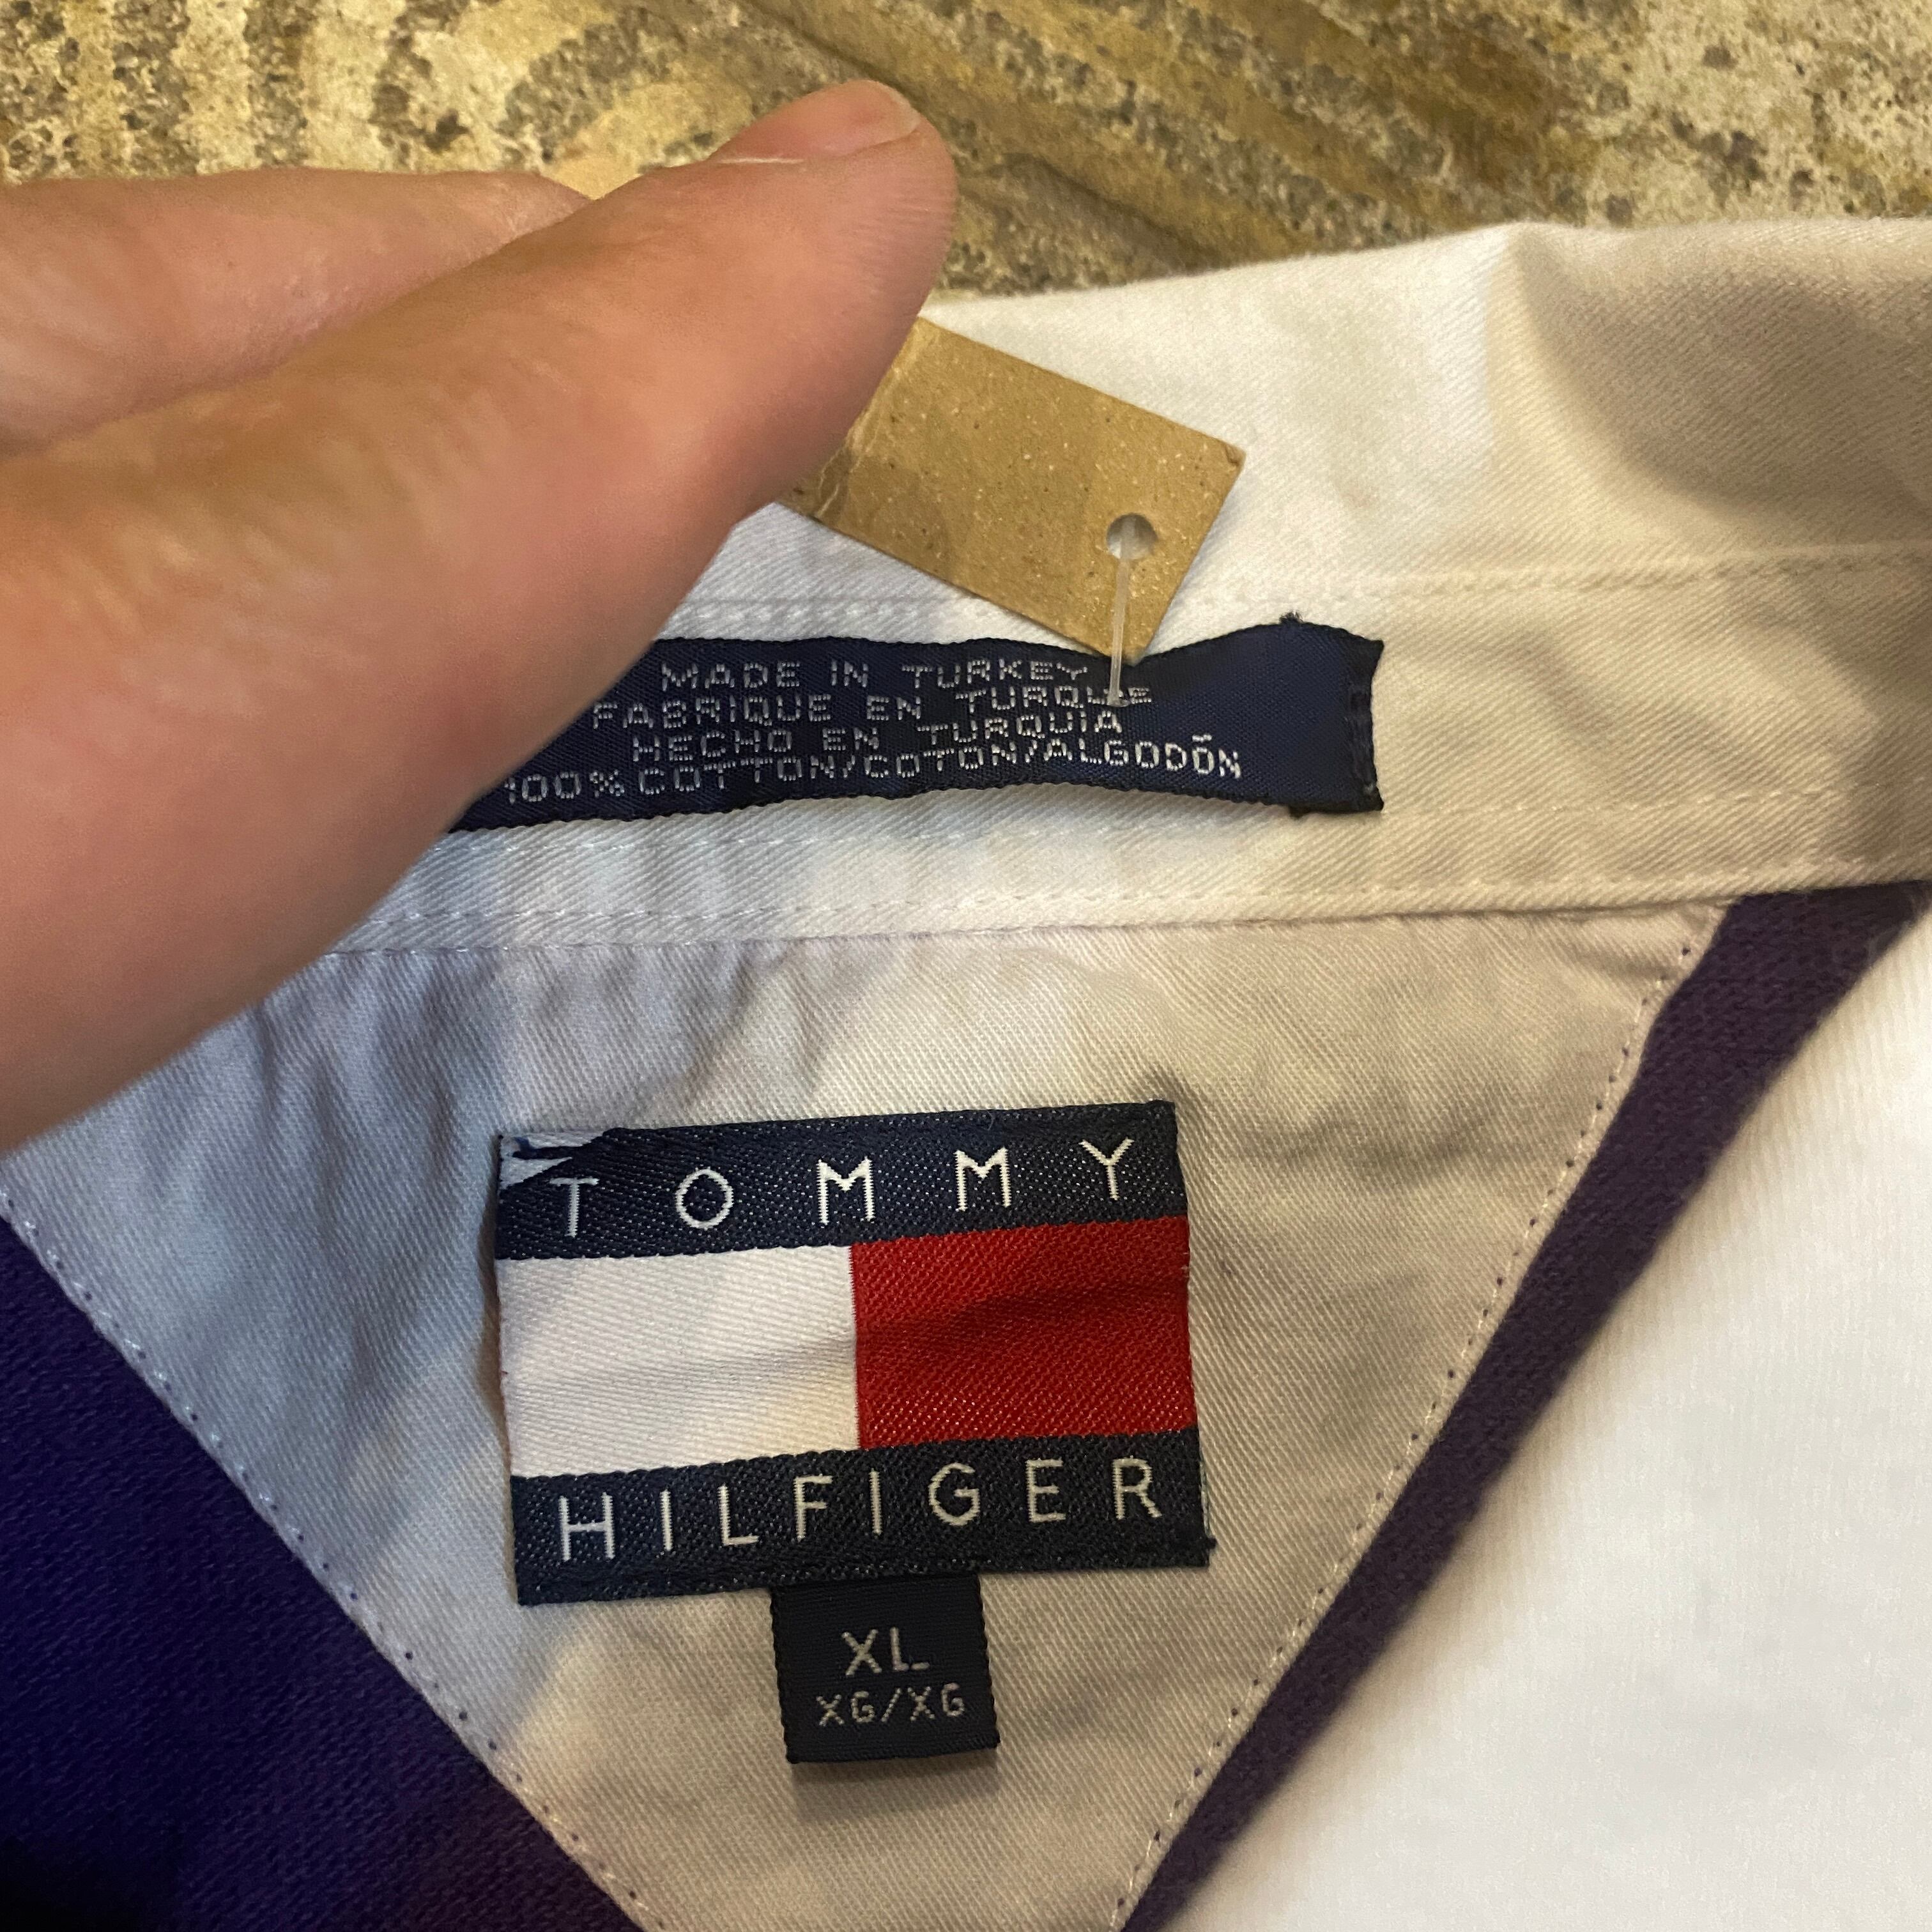 MADE IN TURKEY
FABRIQUE EN TURQUIE
HECHO EN TURQUIA
100% COTTON/COTON/ALGODÓN
TOMMY
HILFIGER
XL
XG/XG